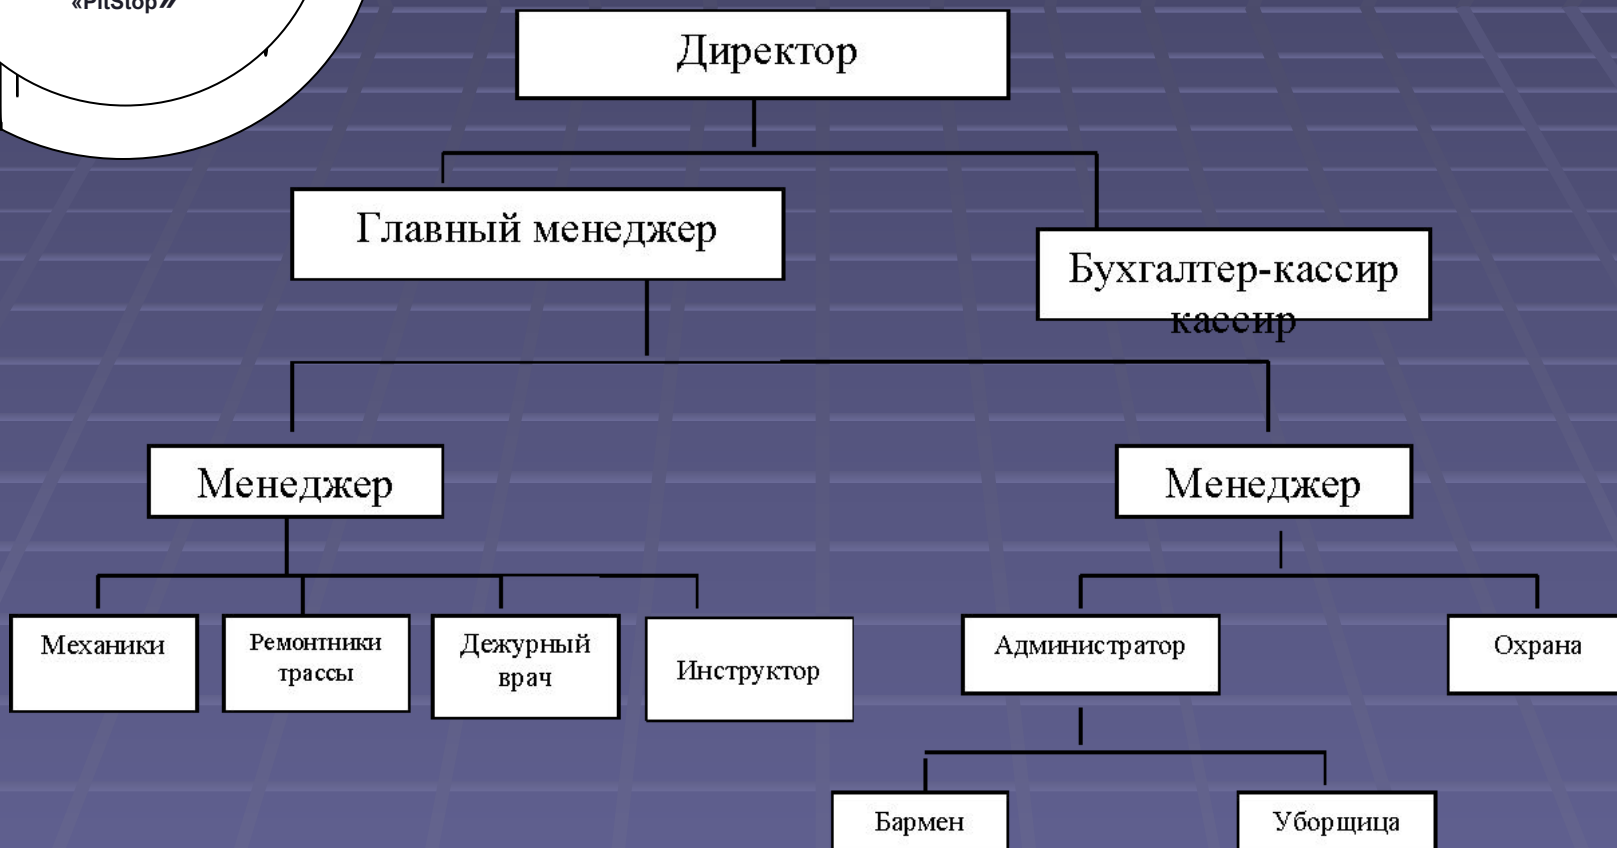 «PitStop»
Директор
Главный менеджер
Бухгалтер-кассир
кассир
Менеджер
Менеджер
Механики
Ремонтники
трассы
Дежурный
врач
Инструктор
Администратор
Охрана
Бармен
Уборщица